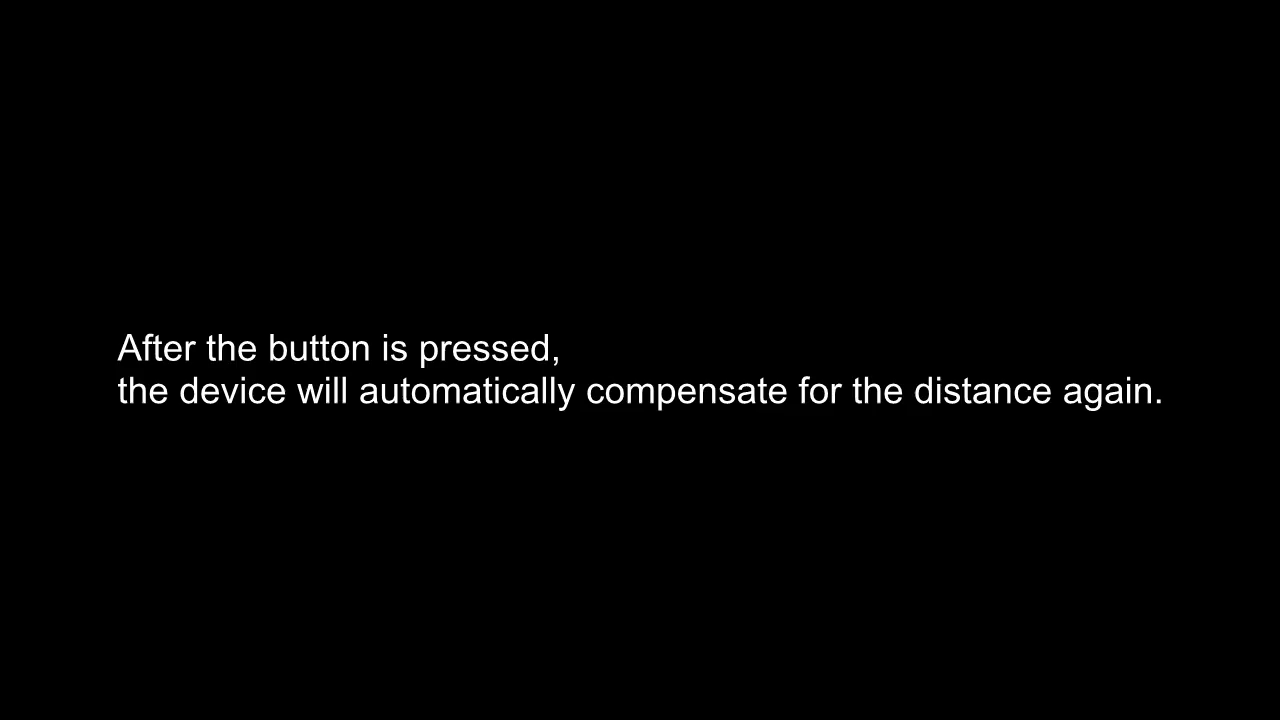 After the button is pressed,
the device will automatically compensate for the distance again.